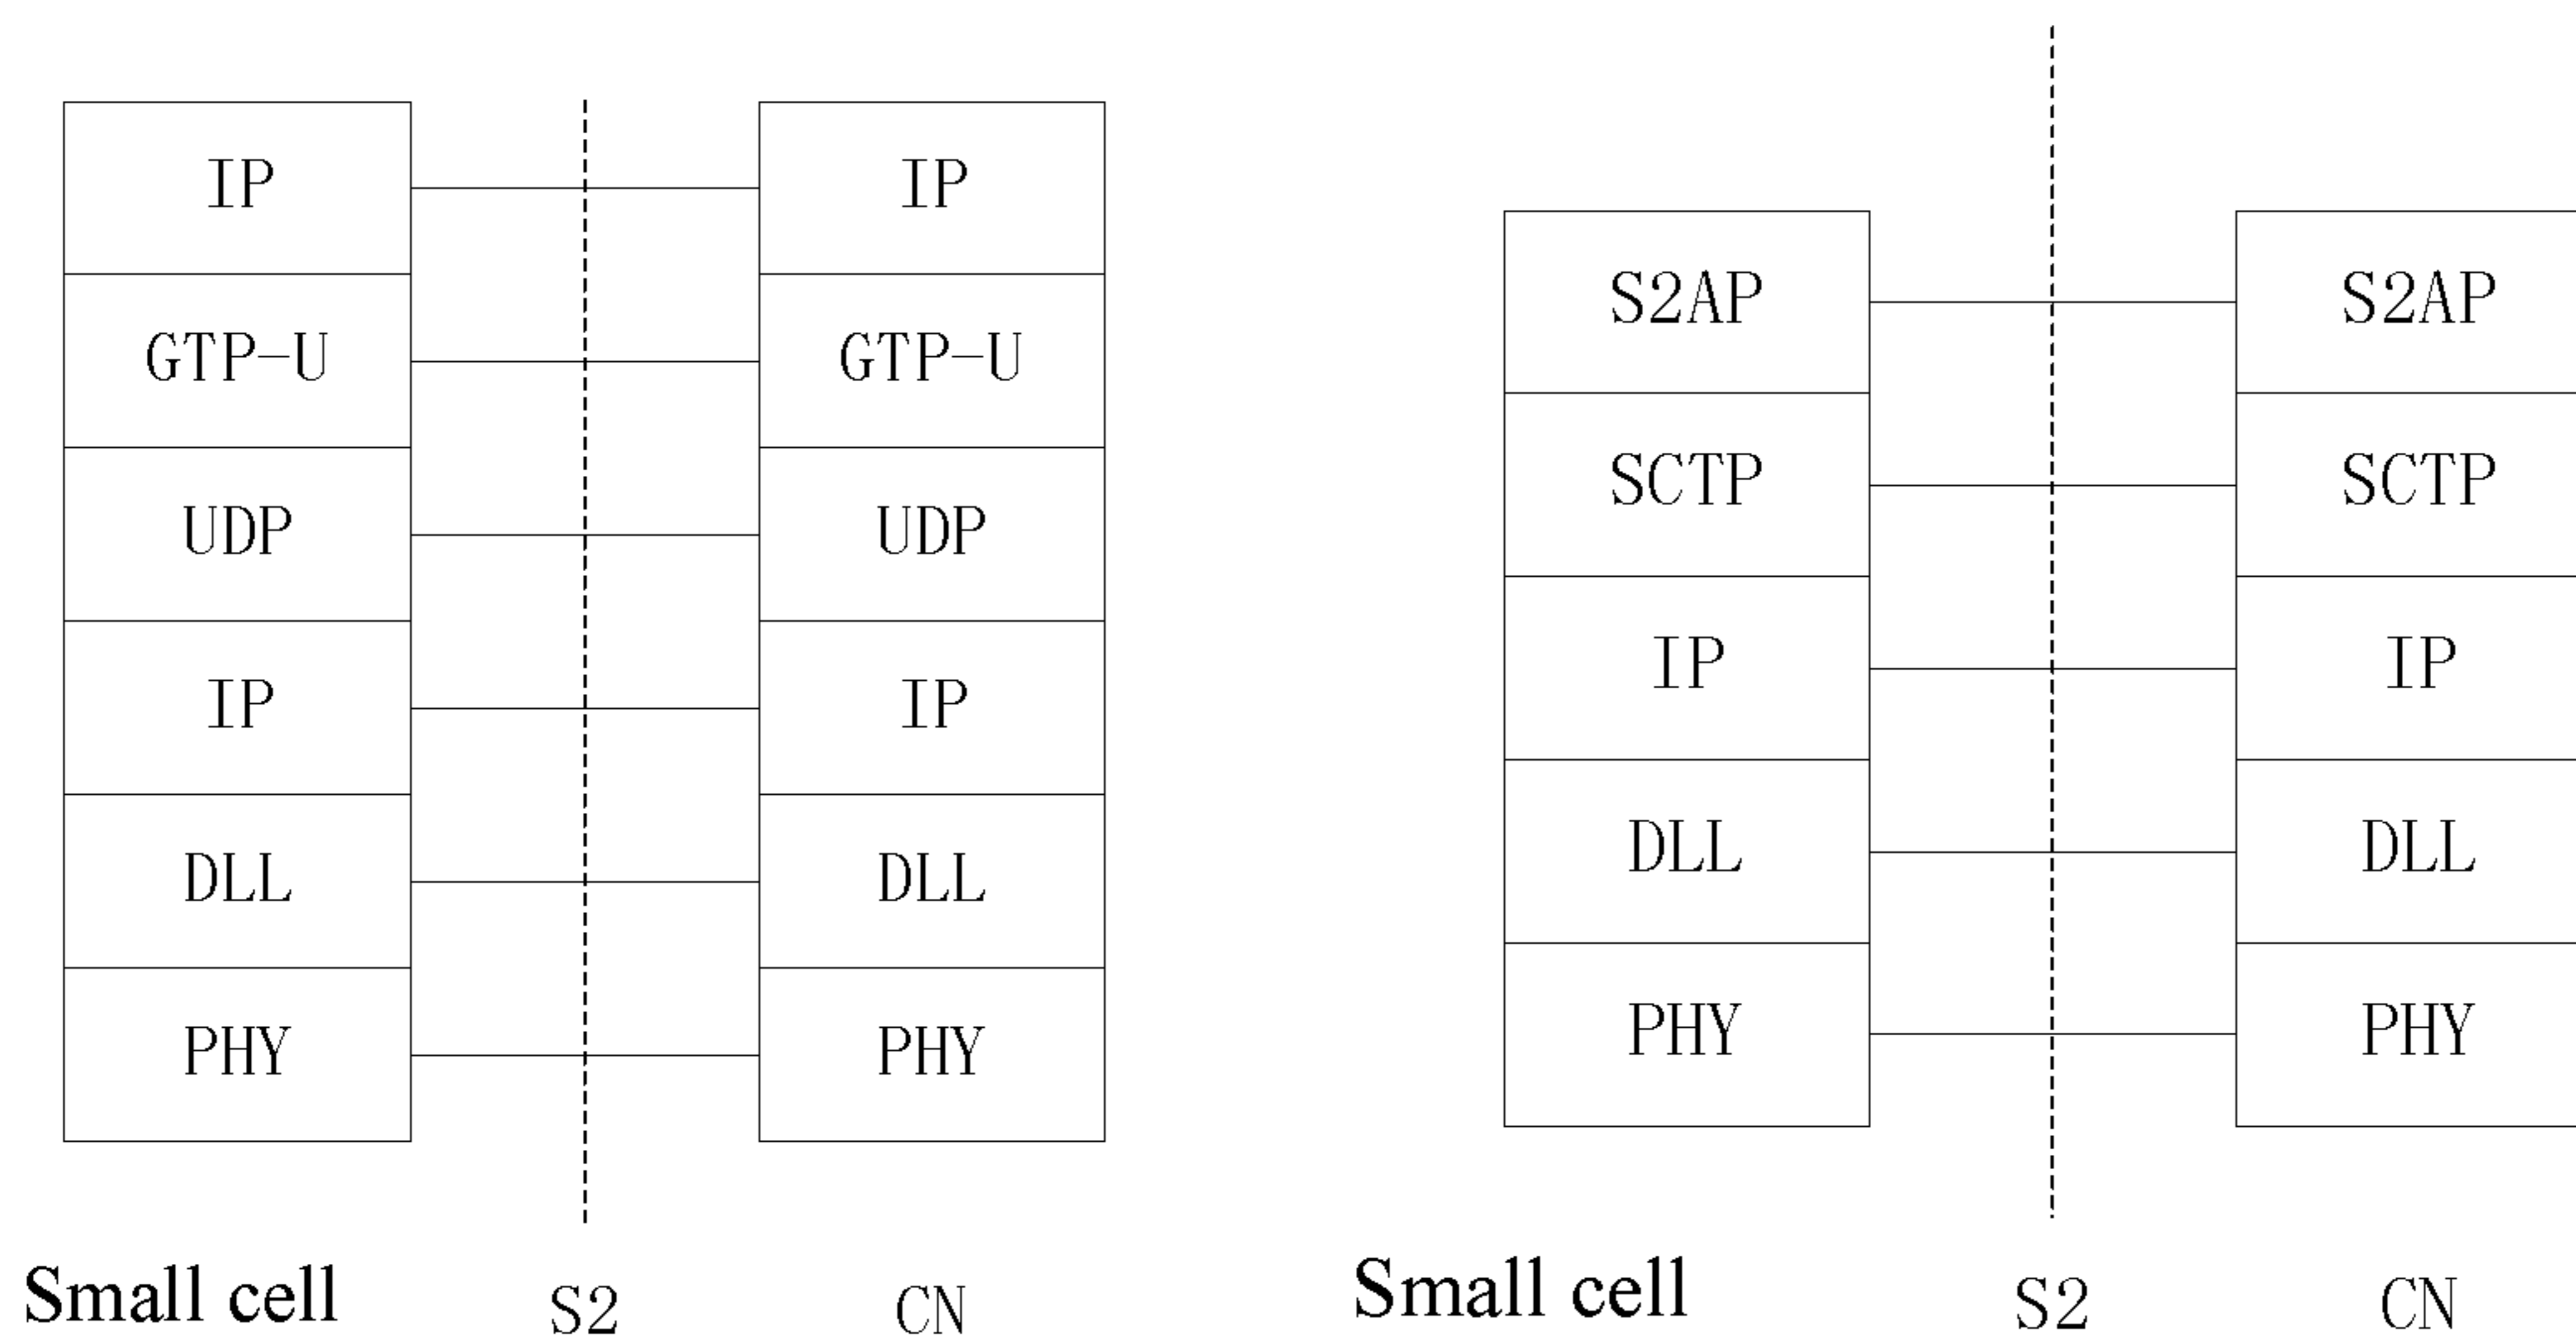 IP IP
GTP-U GTP-U
UDP UDP
IP IP
DLL DLL
PHY PHY
Small cell S2 CN
S2AP S2AP
SCTP SCTP
IP IP
DLL DLL
PHY PHY
Small cell S2 CN